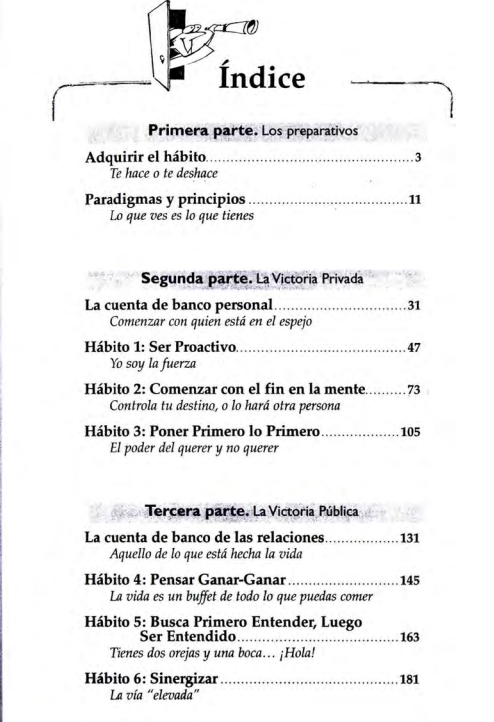 Índice
Primera parte. Los preparativos
Adquirir el hábito..................................................3
Te hace o te deshace
Paradigmas y principios......................................11
Lo que ves es lo que tienes
Segunda parte. La Victoria Privada
La cuenta de banco personal................................31
Comenzar con quien está en el espejo
Hábito 1: Ser Proactivo.........................................47
Yo soy la fuerza
Hábito 2: Comenzar con el fin en la mente..........73
Controla tu destino, o lo hará otra persona
Hábito 3: Poner Primero lo Primero...................105
El poder del querer y no querer
Tercera parte. La Victoria Pública
La cuenta de banco de las relaciones..................131
Aquello de lo que está hecha la vida
Hábito 4: Pensar Ganar-Ganar...........................145
La vida es un buffet de todo lo que puedas comer
Hábito 5: Busca Primero Entender, Luego
Ser Entendido.......................................163
Tienes dos orejas y una boca... ¡Hola!
Hábito 6: Sinergizar...........................................181
La vía "elevada"